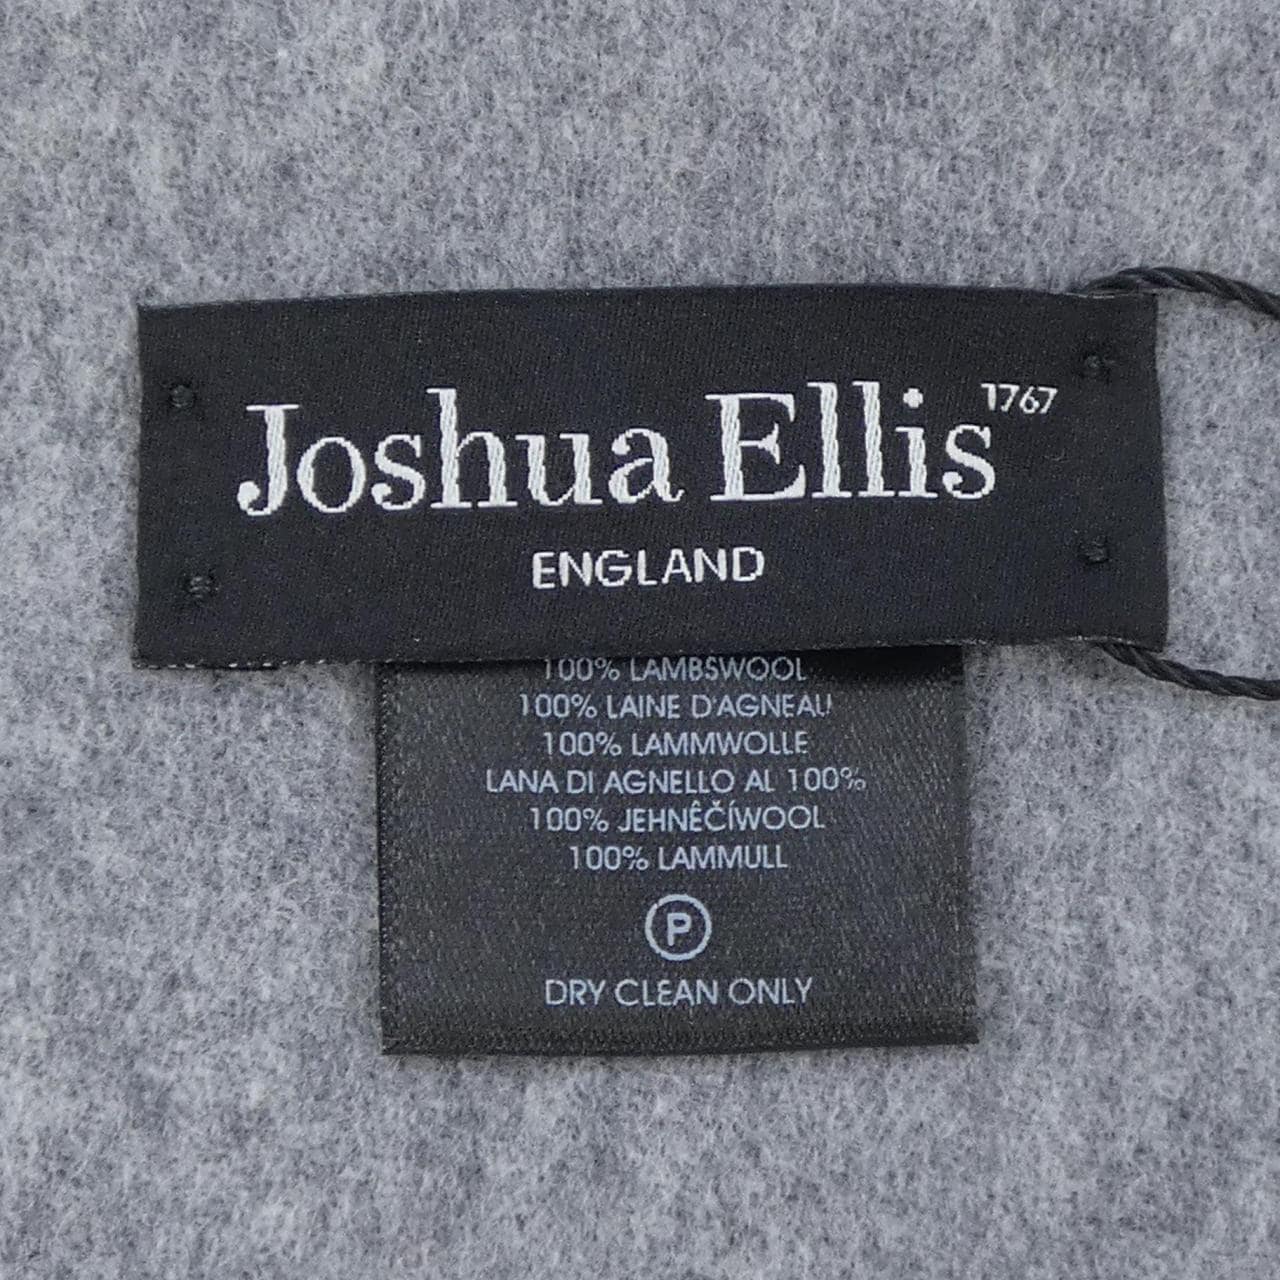 Joshua Ellis 1767
ENGLAND
100% LAMBSWOOL
100% LAINE D'AGNEAU
100% LAMMWOLLE
LANA DI AGNELLO AL 100%
100% JEHNÊČÍWOOL
100% LAMMULL
P
DRY CLEAN ONLY